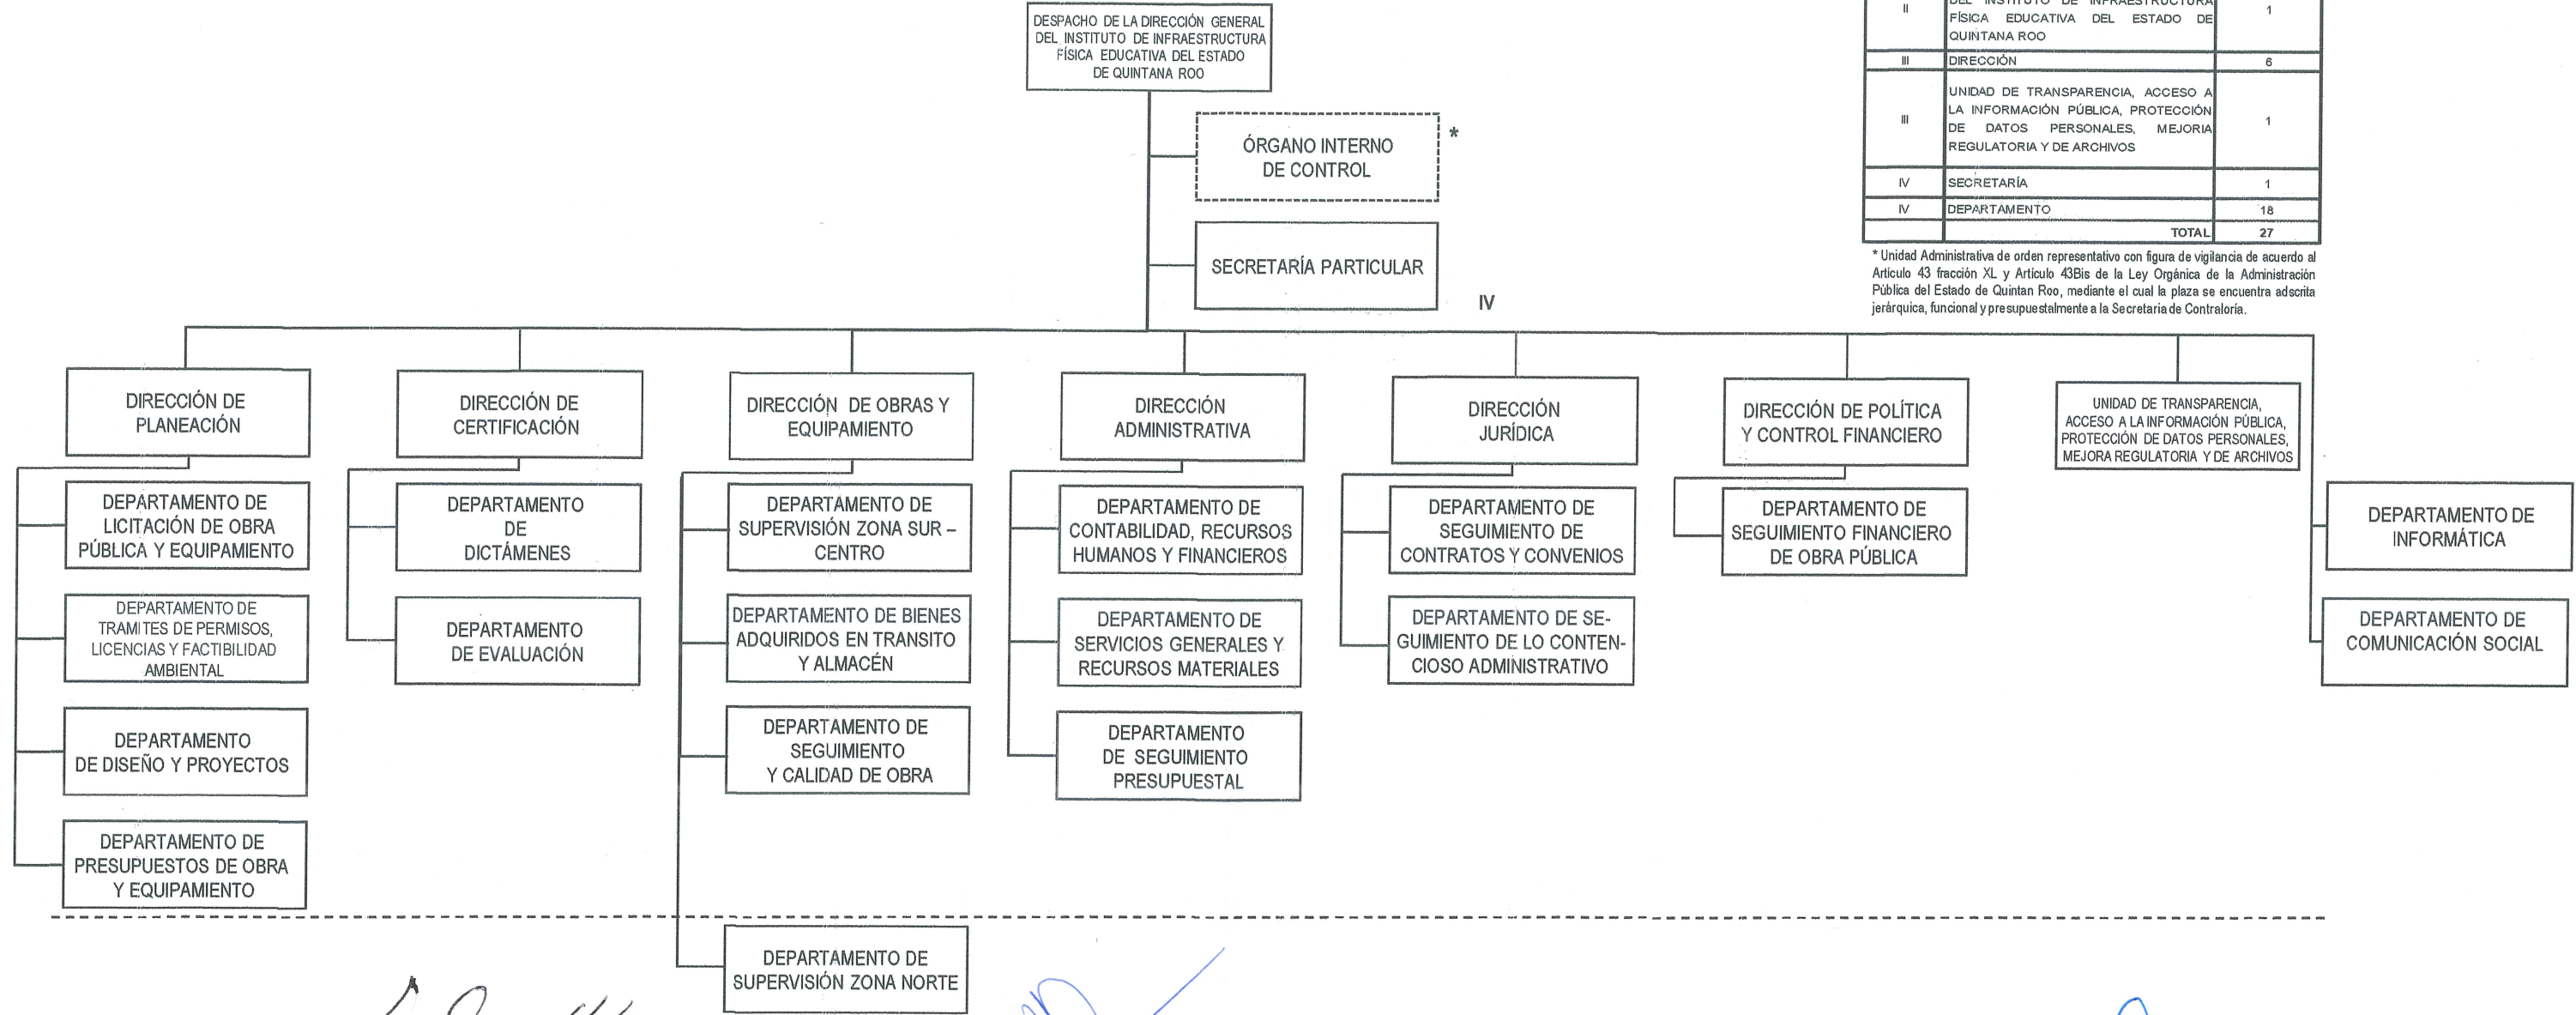 DESPACHO DE LA DIRECCIÓN GENERAL
DEL INSTITUTO DE INFRAESTRUCTURA
FÍSICA EDUCATIVA DEL ESTADO
DE QUINTANA ROO
II
DEL INSTITUTO DE INFRAESTRUCTURA
FÍSICA EDUCATIVA DEL ESTADO DE
QUINTANA ROO
1
III DIRECCIÓN 6
III
UNIDAD DE TRANSPARENCIA, ACCESO A
LA INFORMACIÓN PÚBLICA, PROTECCIÓN
DE DATOS PERSONALES, MEJORIA
REGULATORIA Y DE ARCHIVOS
1
IV SECRETARÍA 1
IV DEPARTAMENTO 18
TOTAL 27
* Unidad Administrativa de orden representativo con figura de vigilancia de acuerdo al
Artículo 43 fracción XL y Artículo 43Bis de la Ley Orgánica de la Administración
Pública del Estado de Quintan Roo, mediante el cual la plaza se encuentra adscrita
jerárquica, funcional y presupuestalmente a la Secretaria de Contraloría.
ÓRGANO INTERNO
DE CONTROL
*
SECRETARÍA PARTICULAR
IV
DIRECCIÓN DE
PLANEACIÓN
DEPARTAMENTO DE
LICITACIÓN DE OBRA
PÚBLICA Y EQUIPAMIENTO
DEPARTAMENTO DE
TRAMITES DE PERMISOS,
LICENCIAS Y FACTIBILIDAD
AMBIENTAL
DEPARTAMENTO
DE DISEÑO Y PROYECTOS
DEPARTAMENTO DE
PRESUPUESTOS DE OBRA
Y EQUIPAMIENTO
DIRECCIÓN DE
CERTIFICACIÓN
DEPARTAMENTO
DE
DICTÁMENES
DEPARTAMENTO
DE EVALUACIÓN
DIRECCIÓN DE OBRAS Y
EQUIPAMIENTO
DEPARTAMENTO DE
SUPERVISIÓN ZONA SUR –
CENTRO
DEPARTAMENTO DE BIENES
ADQUIRIDOS EN TRANSITO
Y ALMACÉN
DEPARTAMENTO DE
SEGUIMIENTO
Y CALIDAD DE OBRA
DEPARTAMENTO DE
SUPERVISIÓN ZONA NORTE
DIRECCIÓN
ADMINISTRATIVA
DEPARTAMENTO DE
CONTABILIDAD, RECURSOS
HUMANOS Y FINANCIEROS
DEPARTAMENTO DE
SERVICIOS GENERALES Y
RECURSOS MATERIALES
DEPARTAMENTO
DE SEGUIMIENTO
PRESUPUESTAL
DIRECCIÓN
JURÍDICA
DEPARTAMENTO DE
SEGUIMIENTO DE
CONTRATOS Y CONVENIOS
DEPARTAMENTO DE SE-
GUIMIENTO DE LO CONTEN-
CIOSO ADMINISTRATIVO
DIRECCIÓN DE POLÍTICA
Y CONTROL FINANCIERO
DEPARTAMENTO DE
SEGUIMIENTO FINANCIERO
DE OBRA PÚBLICA
UNIDAD DE TRANSPARENCIA,
ACCESO A LA INFORMACIÓN PÚBLICA,
PROTECCIÓN DE DATOS PERSONALES,
MEJORA REGULATORIA Y DE ARCHIVOS
DEPARTAMENTO DE
INFORMÁTICA
DEPARTAMENTO DE
COMUNICACIÓN SOCIAL